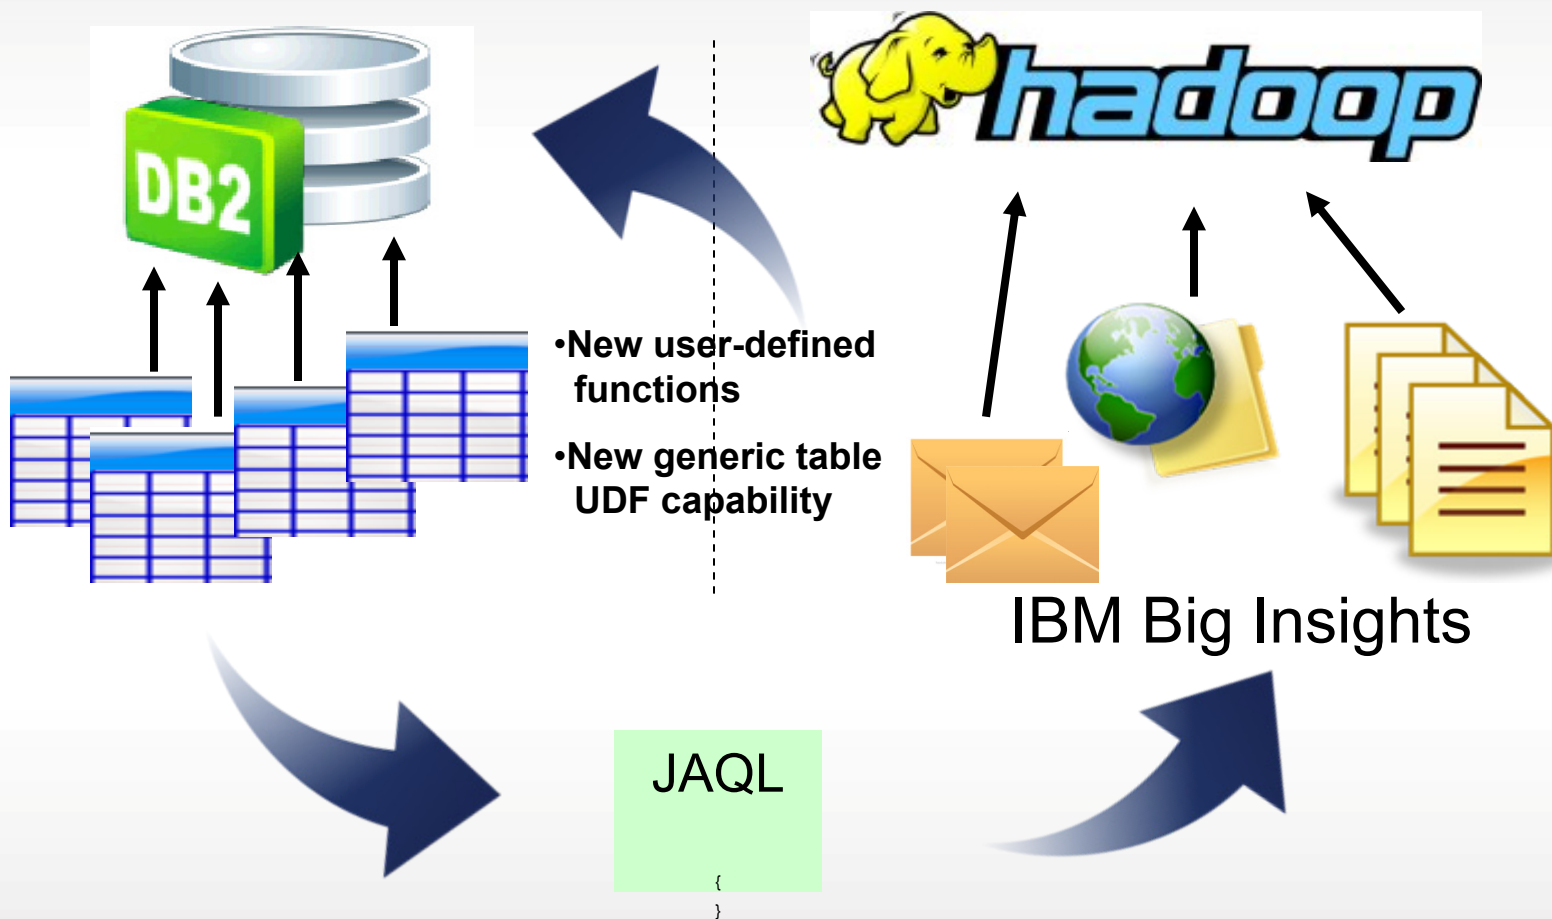 DB2
hadoop
•New user-defined
functions
•New generic table
UDF capability
IBM Big Insights
JAQL
{
}